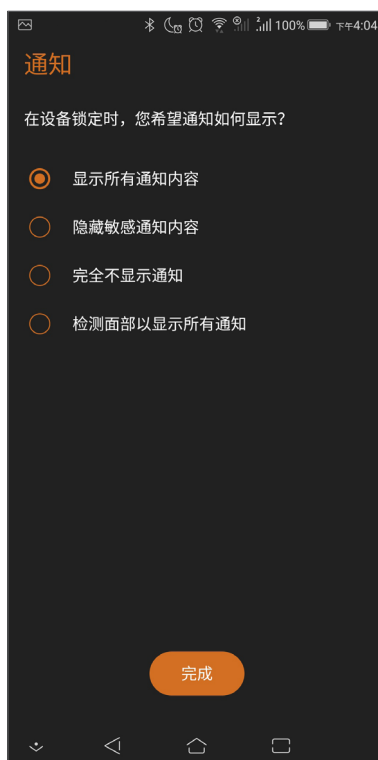 100% 下午4:04
通知
在设备锁定时，您希望通知如何显示？
显示所有通知内容
隐藏敏感通知内容
完全不显示通知
检测面部以显示所有通知
完成